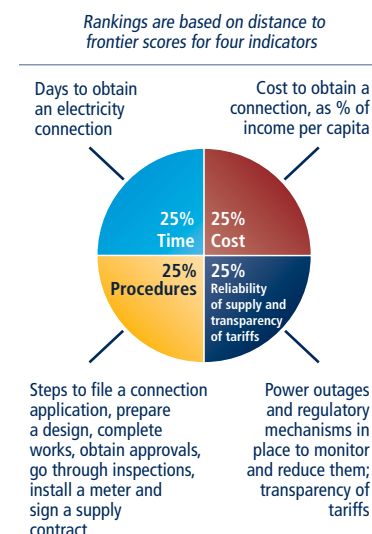 Rankings are based on distance to
frontier scores for four indicators
Days to obtain
an electricity
connection
Cost to obtain a
connection, as % of
income per capita
25%
Time
25%
Cost
25%
Procedures
25%
Reliability
of supply and
transparency
of tariffs
Steps to file a connection
application, prepare
a design, complete
works, obtain approvals,
go through inspections,
install a meter and
sign a supply
contract
Power outages
and regulatory
mechanisms in
place to monitor
and reduce them;
transparency of
tariffs